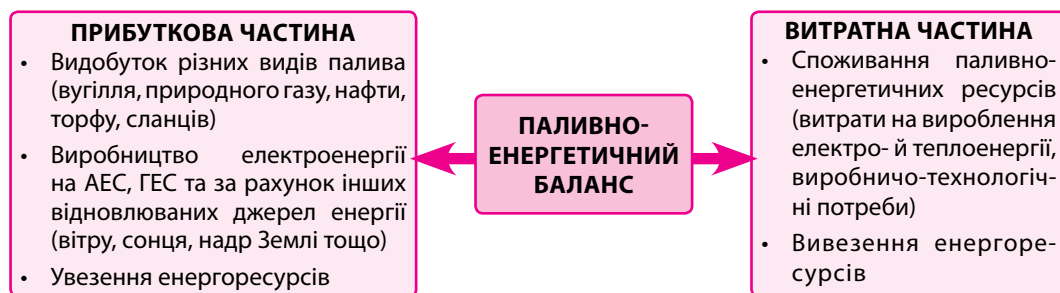 ПРИБУТКОВА ЧАСТИНА
• Видобуток різних видів палива
(вугілля, природного газу, нафти,
торфу, сланців)
• Виробництво електроенергії
на АЕС, ГЕС та за рахунок інших
відновлюваних джерел енергії
(вітру, сонця, надр Землі тощо)
• Увезення енергоресурсів
ПАЛИВНО-
ЕНЕРГЕТИЧНИЙ
БАЛАНС
ВИТРАТНА ЧАСТИНА
• Споживання паливно-
енергетичних ресурсів
(витрати на вироблення
електро- й теплоенергії,
виробничо-технологіч-
ні потреби)
• Вивезення енергоре-
сурсів